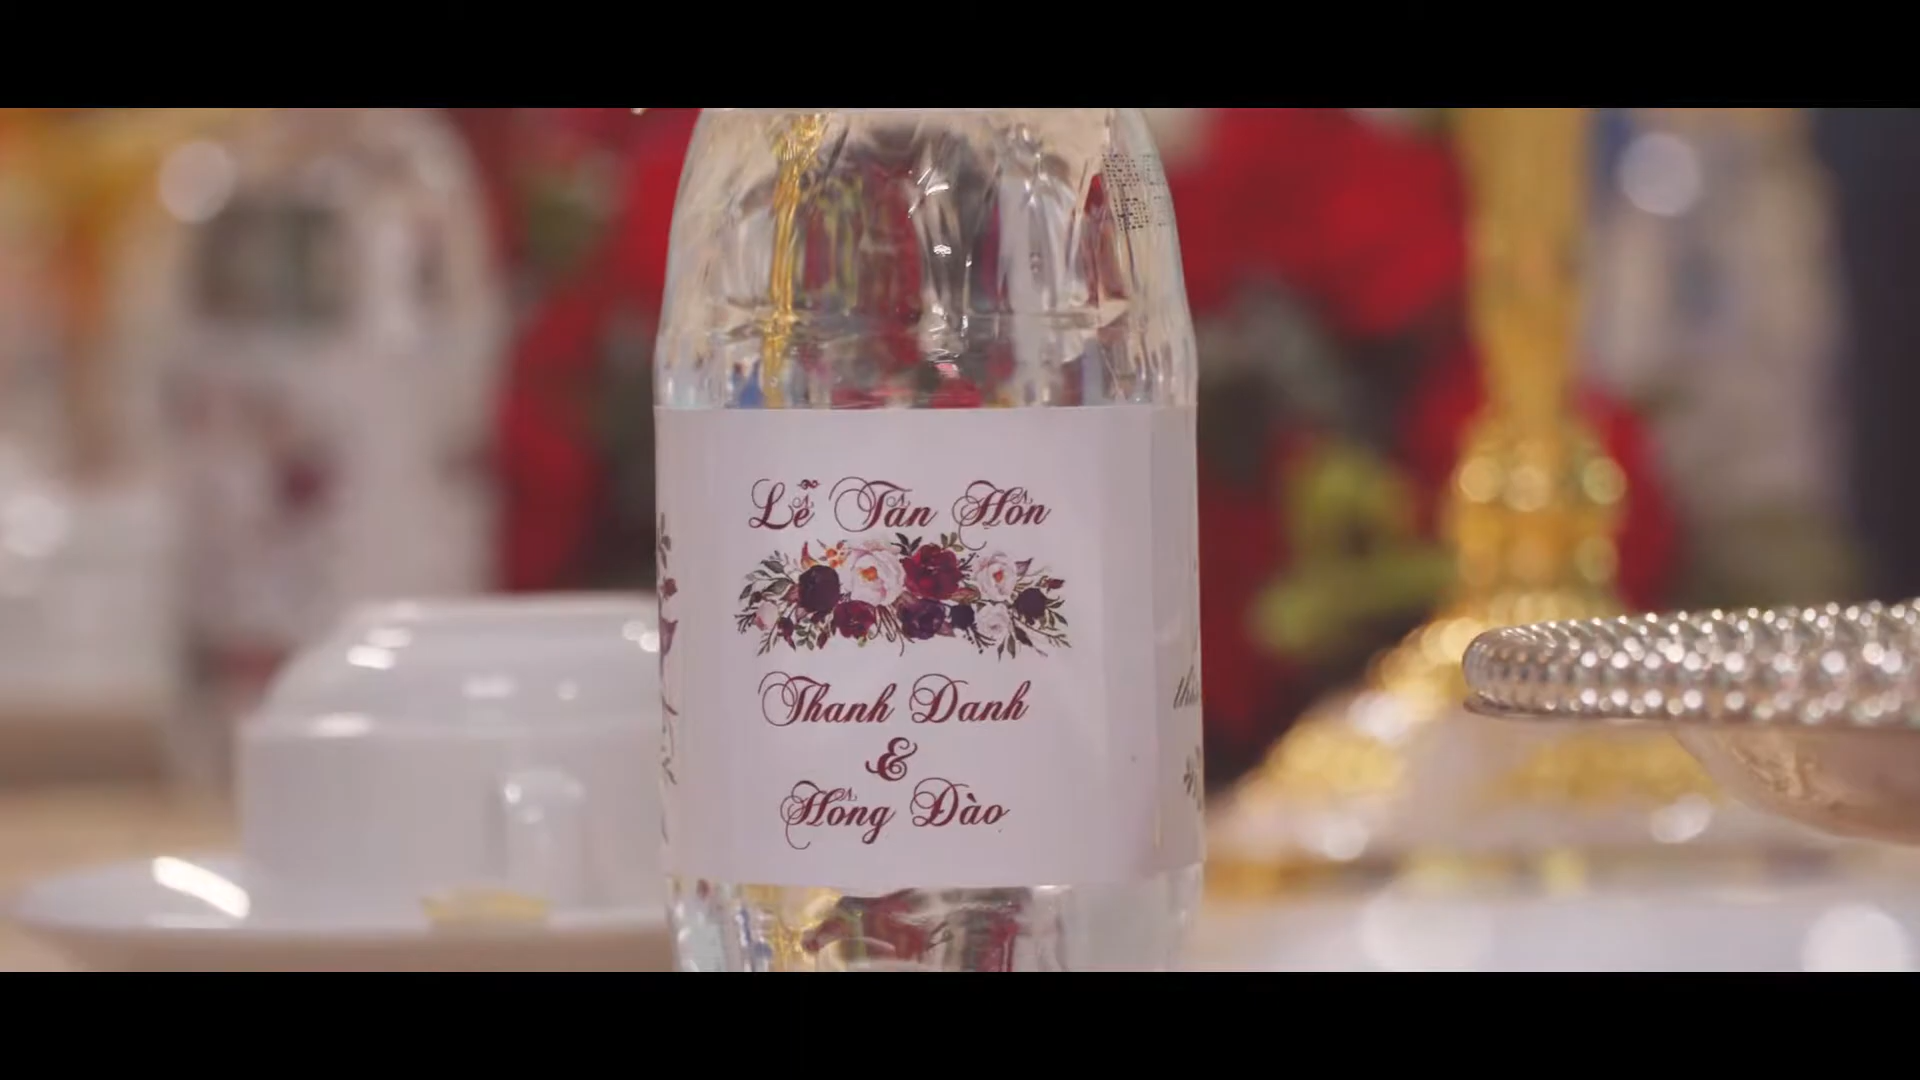 Lễ Tân Hôn
Thanh Danh
&
Hồng Đào